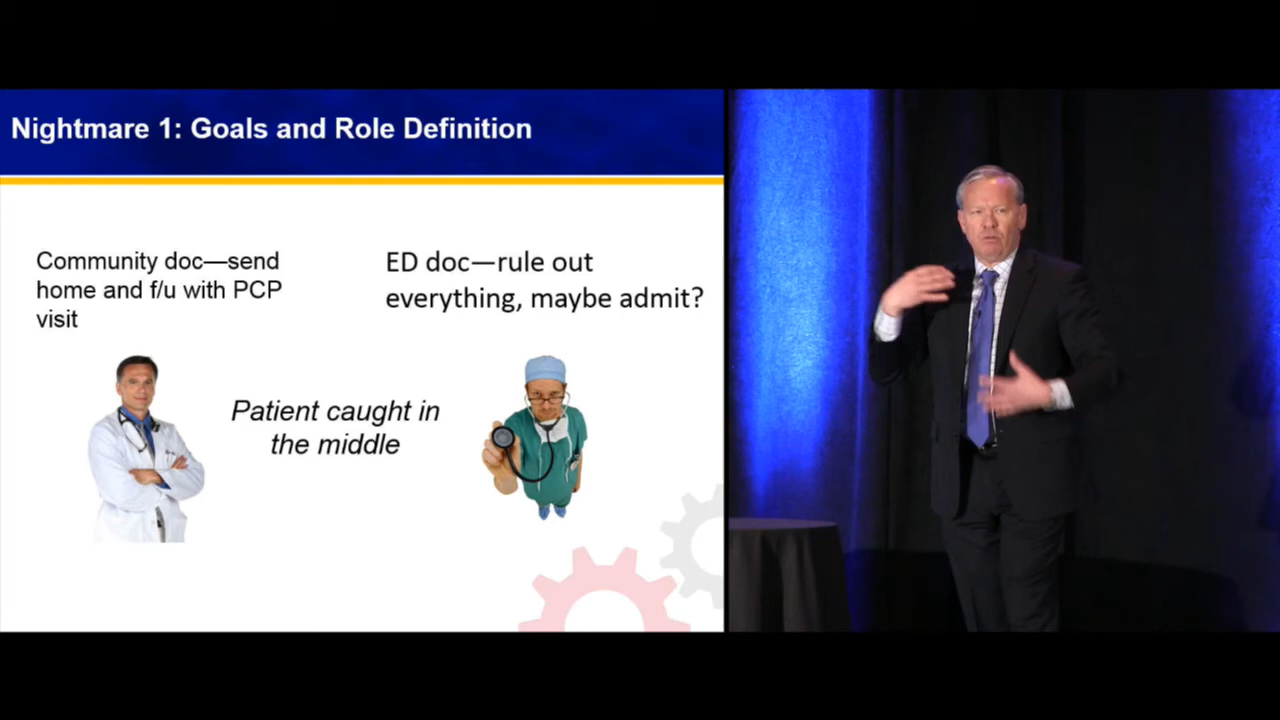 Nightmare 1: Goals and Role Definition
Community doc—send
home and f/u with PCP
visit
ED doc—rule out
everything, maybe admit?
Patient caught in
the middle